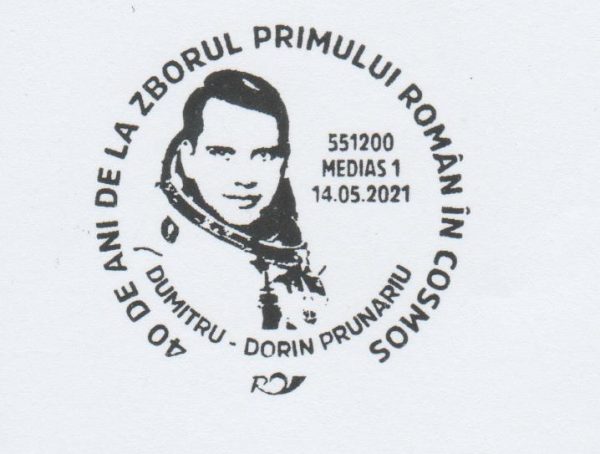 40 DE ANI DE LA ZBORUL PRIMULUI ROMÂN ÎN COSMOS
551200
MEDIAS 1
14.05.2021
DUMITRU - DORIN PRUNARIU